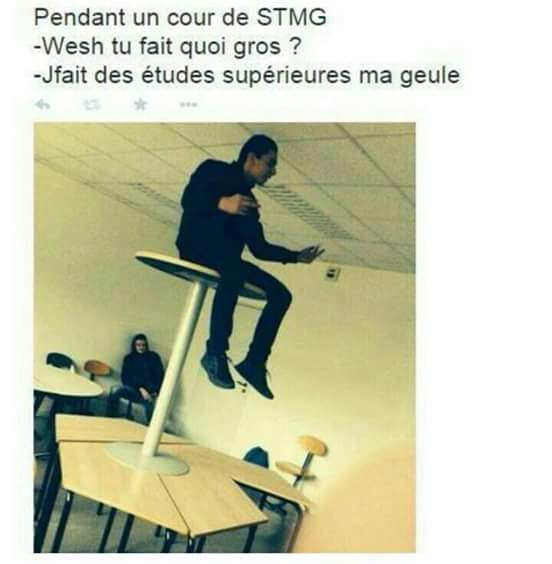 Pendant un cour de STMG
-Wesh tu fait quoi gros ?
-Jfait des études supérieures ma geule